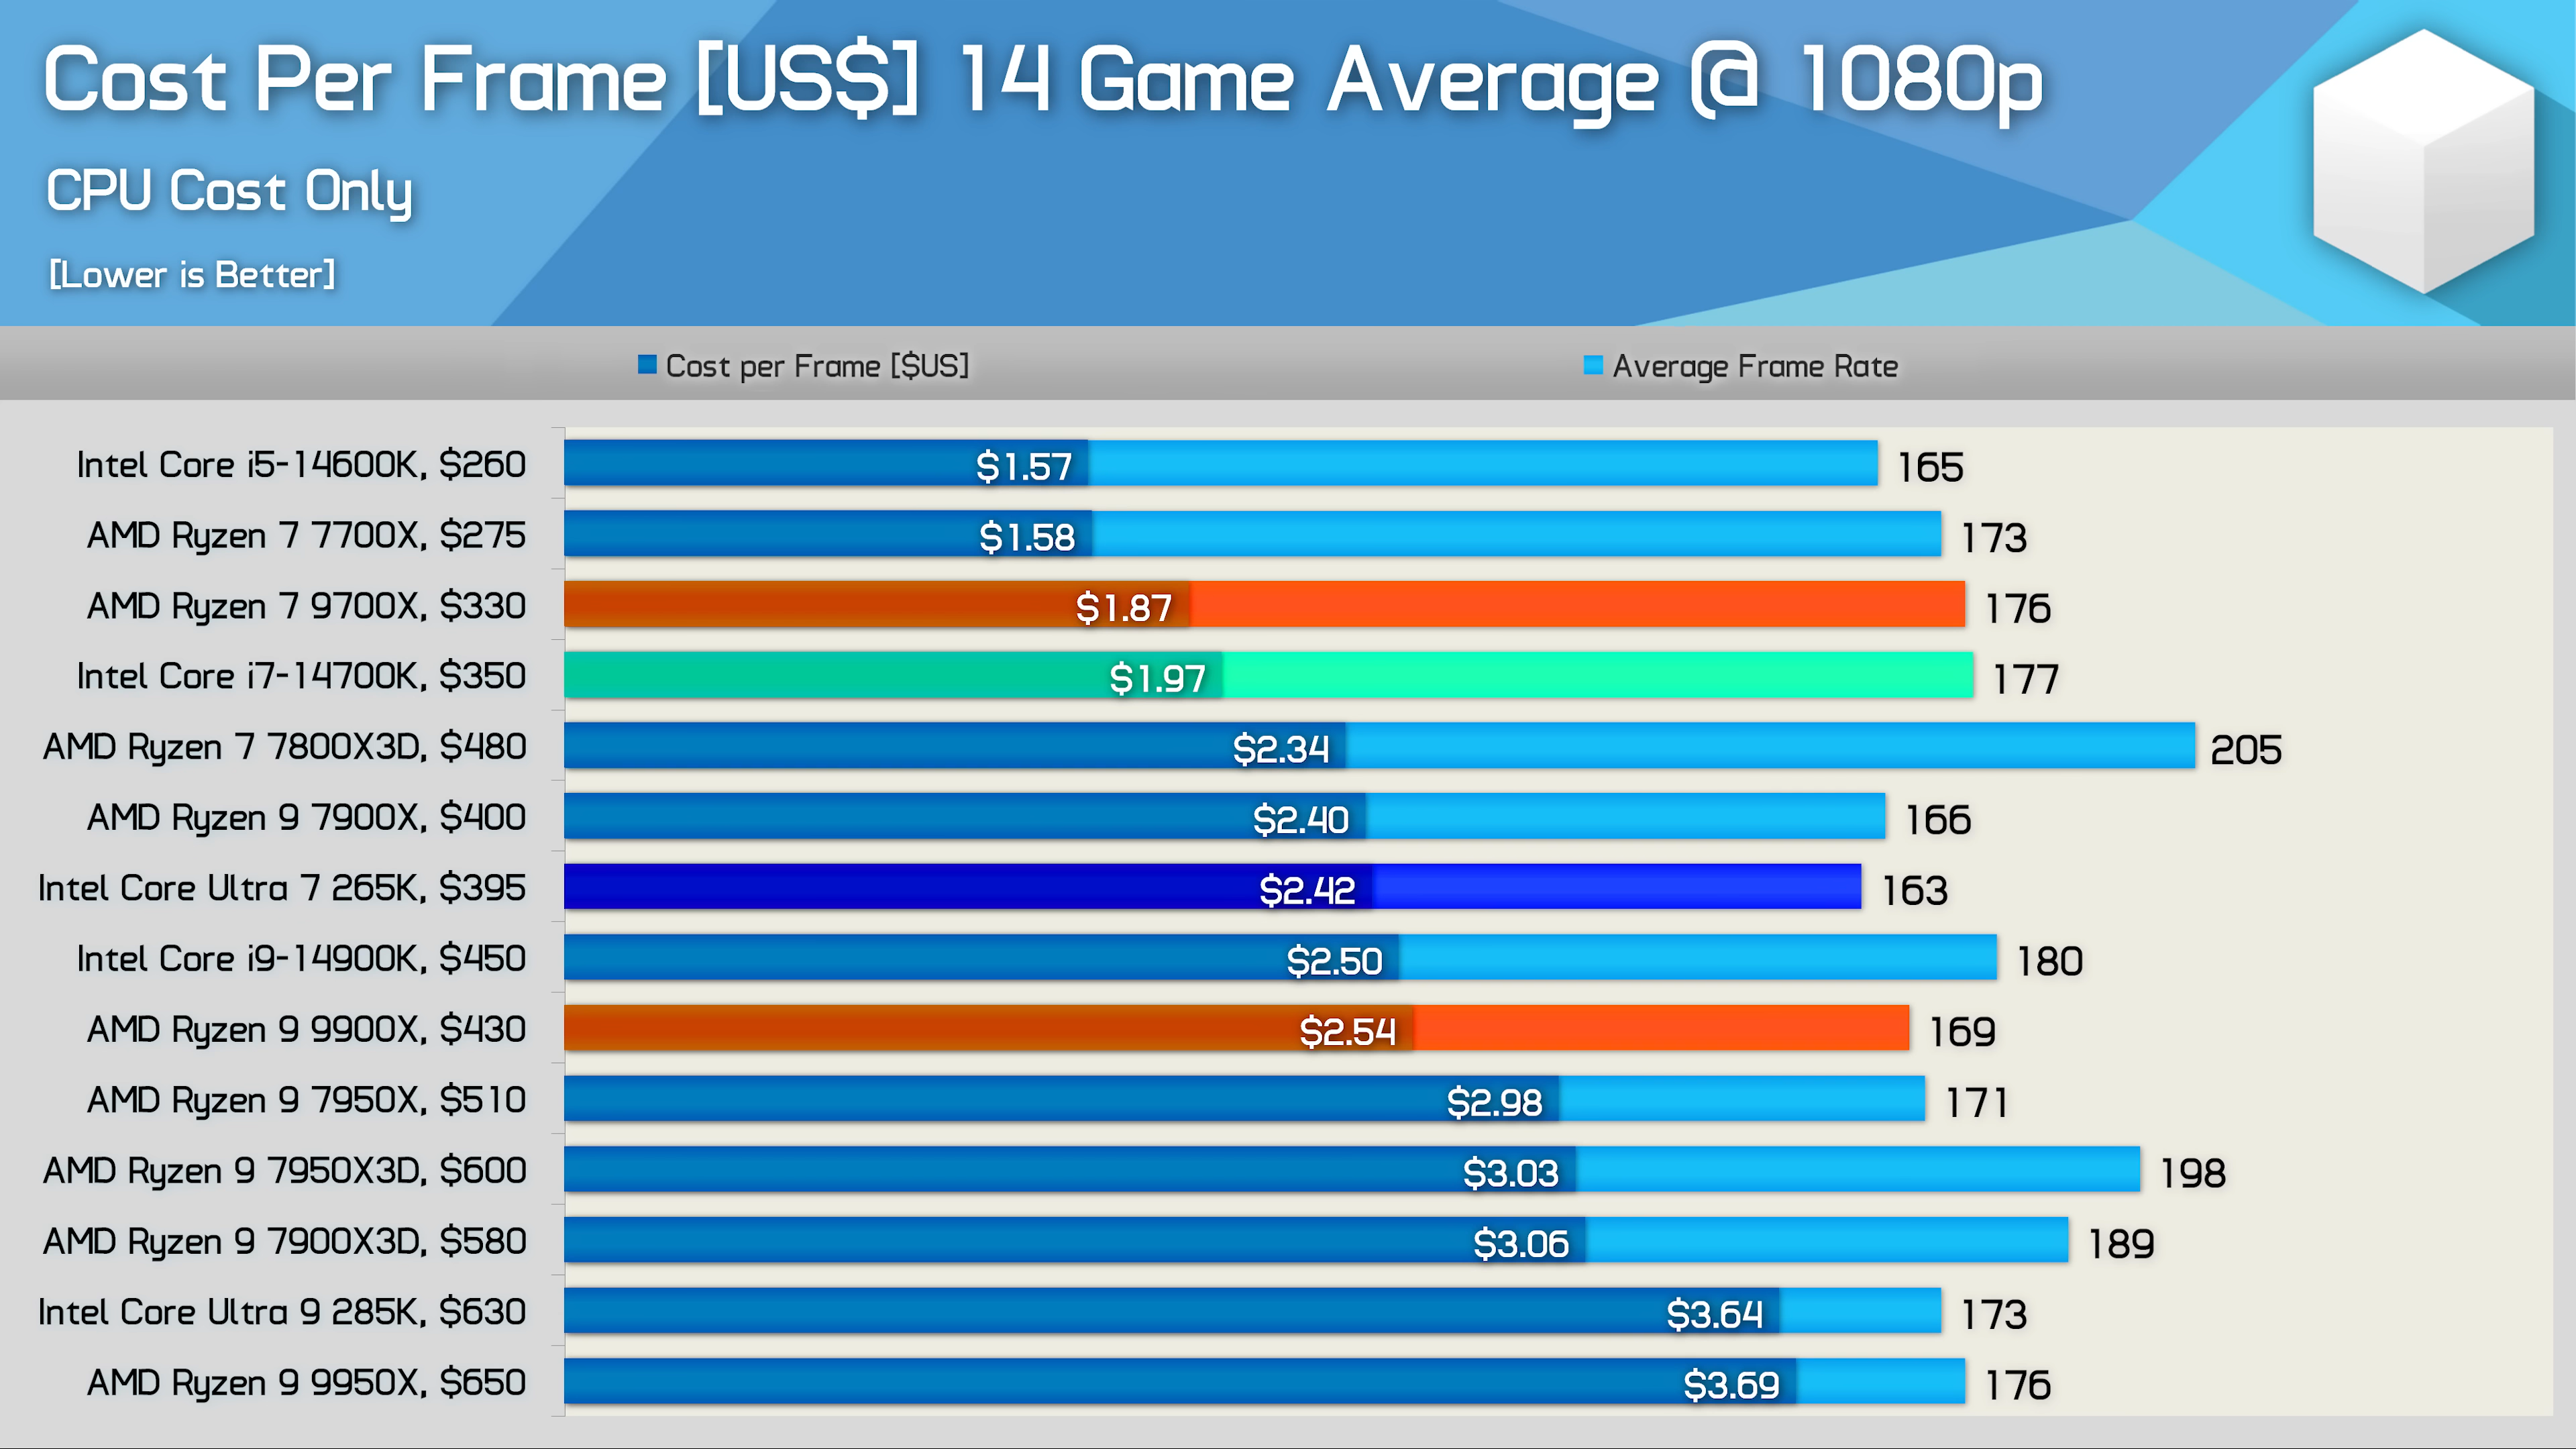 Cost Per Frame [US$] 14 Game Average @ 1080p
CPU Cost Only
[Lower is Better]
Cost per Frame [$US] Average Frame Rate
Intel Core i5-14600K, $260 $1.57 165
AMD Ryzen 7 7700X, $275 $1.58 173
AMD Ryzen 7 9700X, $330 $1.87 176
Intel Core i7-14700K, $350 $1.97 177
AMD Ryzen 7 7800X3D, $480 $2.34 205
AMD Ryzen 9 7900X, $400 $2.40 166
Intel Core Ultra 7 265K, $395 $2.42 163
Intel Core i9-14900K, $450 $2.50 180
AMD Ryzen 9 9900X, $430 $2.54 169
AMD Ryzen 9 7950X, $510 $2.98 171
AMD Ryzen 9 7950X3D, $600 $3.03 198
AMD Ryzen 9 7900X3D, $580 $3.06 189
Intel Core Ultra 9 285K, $630 $3.64 173
AMD Ryzen 9 9950X, $650 $3.69 176